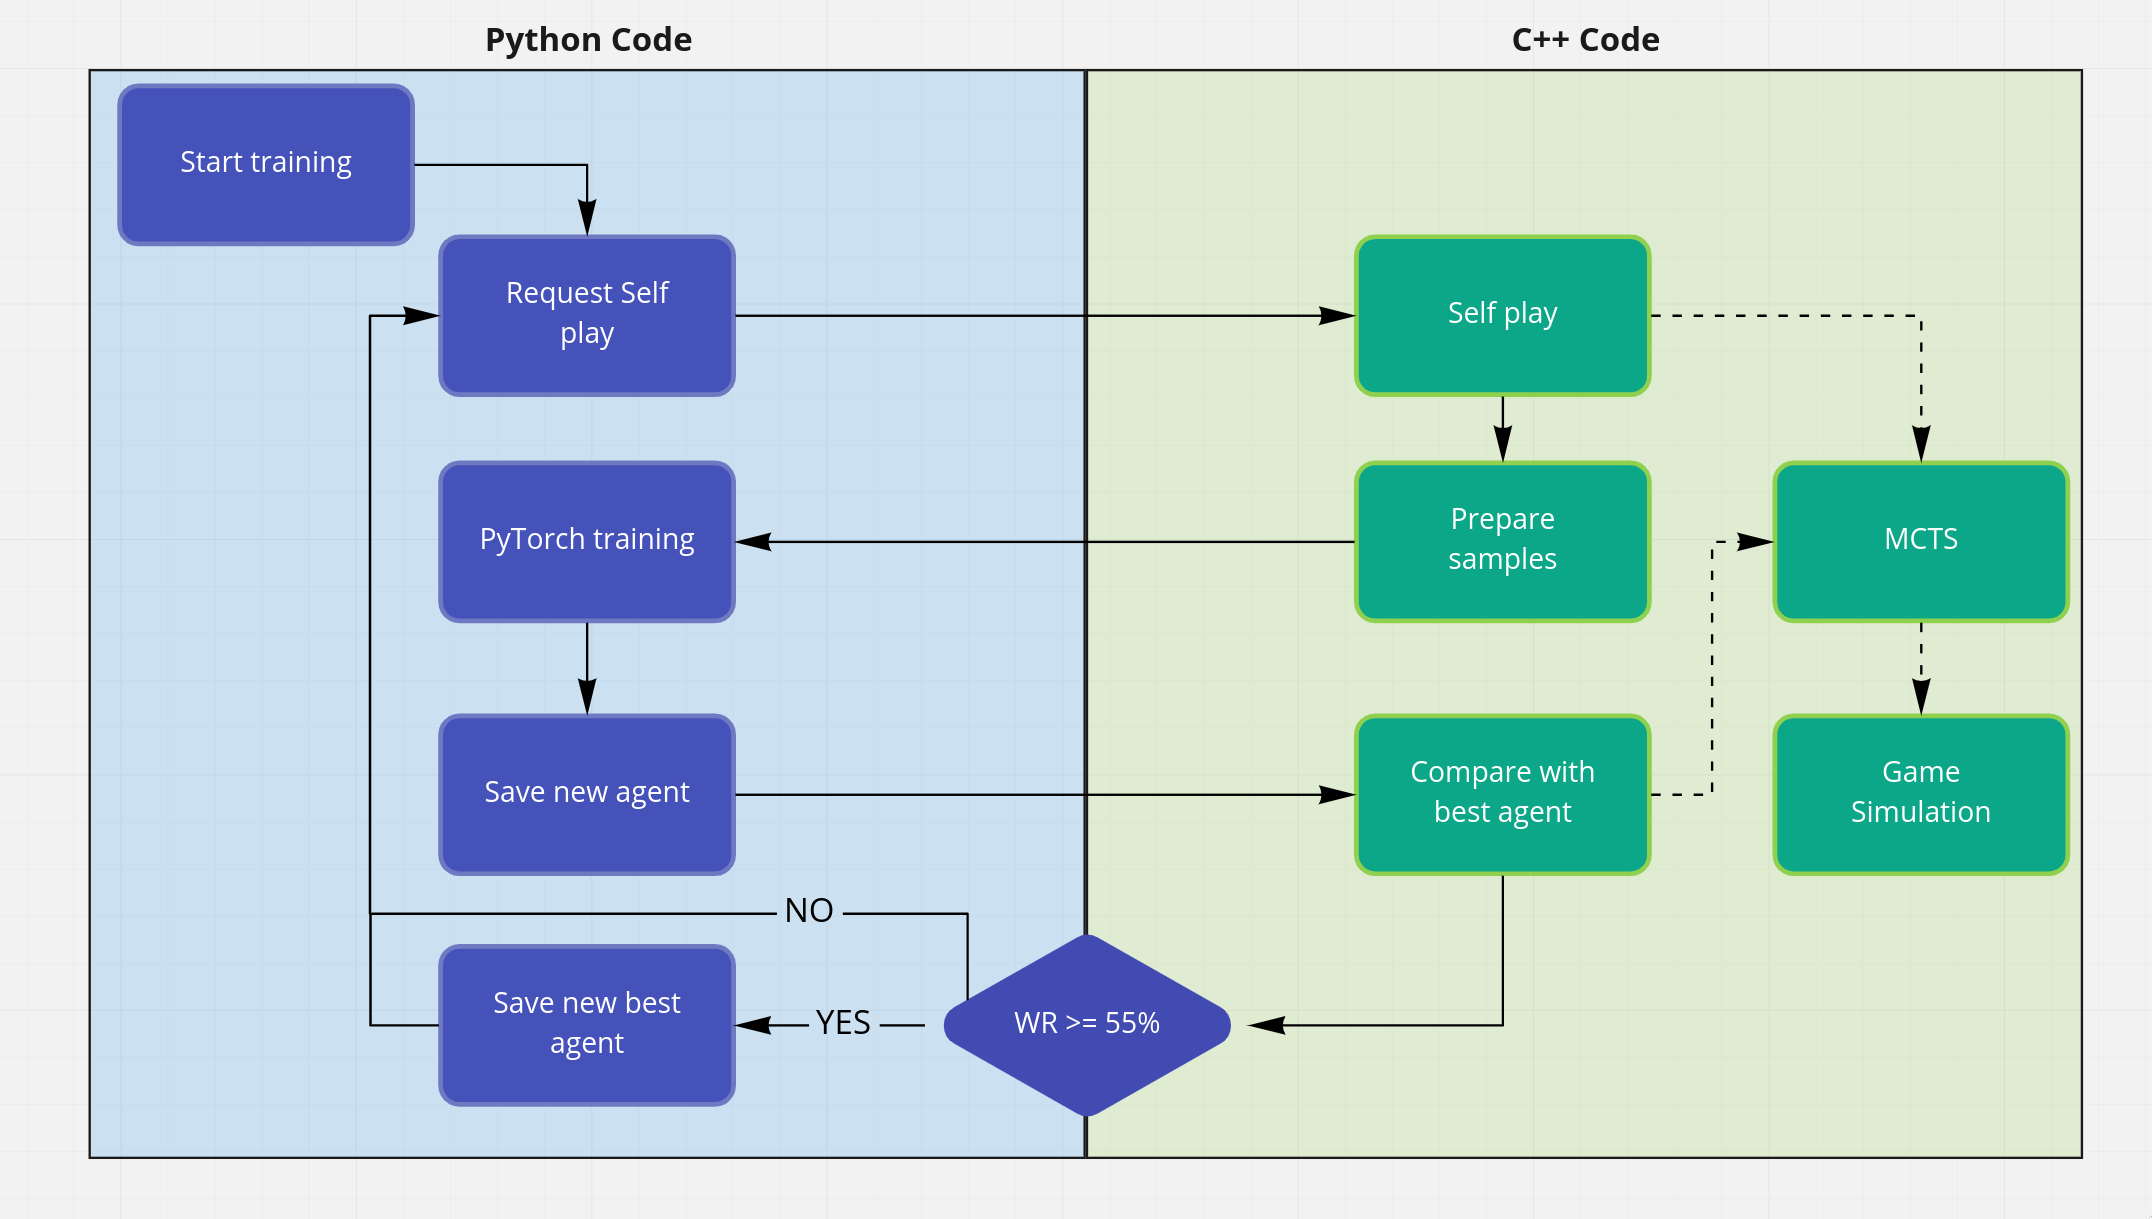 Python Code
C++ Code
Start training
Request Self
play
Self play
PyTorch training
Prepare
samples
MCTS
Save new agent
Compare with
best agent
Game
Simulation
NO
Save new best
agent
YES
WR >= 55%